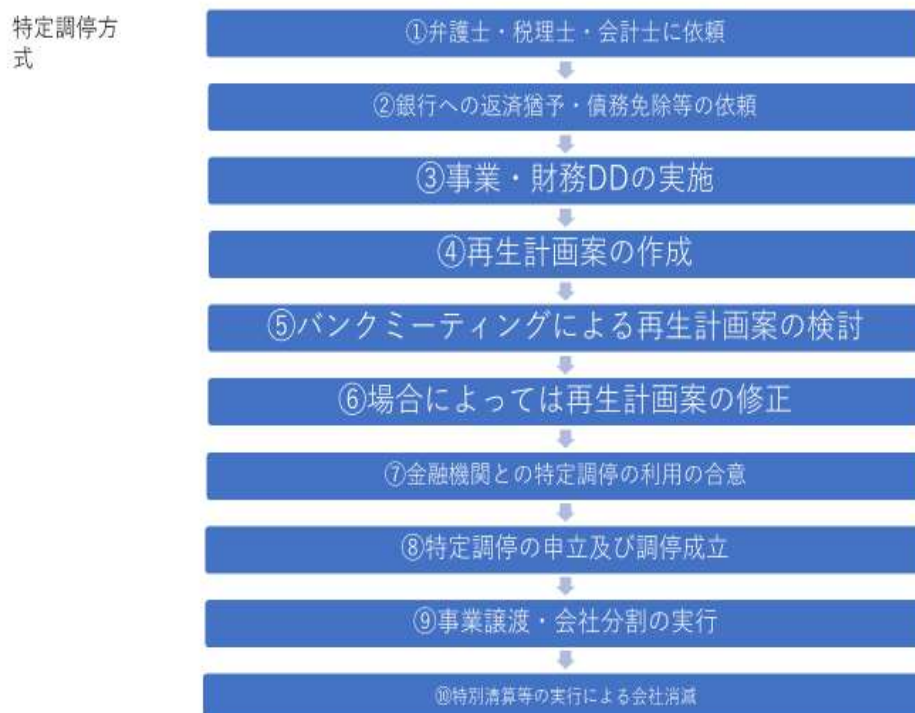 特定調停方
式
①弁護士・税理士・会計士に依頼
②銀行への返済猶予・債務免除等の依頼
③事業・財務DDの実施
④再生計画案の作成
⑤バンクミーティングによる再生計画案の検討
⑥場合によっては再生計画案の修正
⑦金融機関との特定調停の利用の合意
⑧特定調停の申立及び調停成立
⑨事業譲渡・会社分割の実行
⑩特別清算等の実行による会社消滅